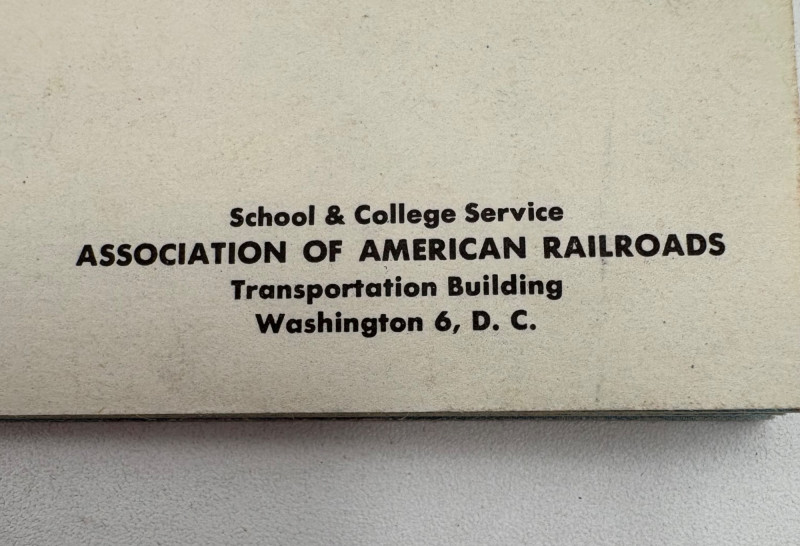 School & College Service
ASSOCIATION OF AMERICAN RAILROADS
Transportation Building
Washington 6, D. C.